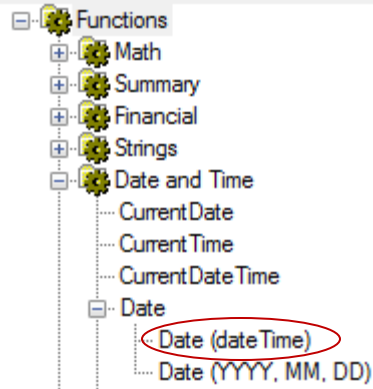 Functions
Math
Summary
Financial
Strings
Date and Time
CurrentDate
CurrentTime
CurrentDateTime
Date
Date (dateTime)
Date (YYYY, MM, DD)